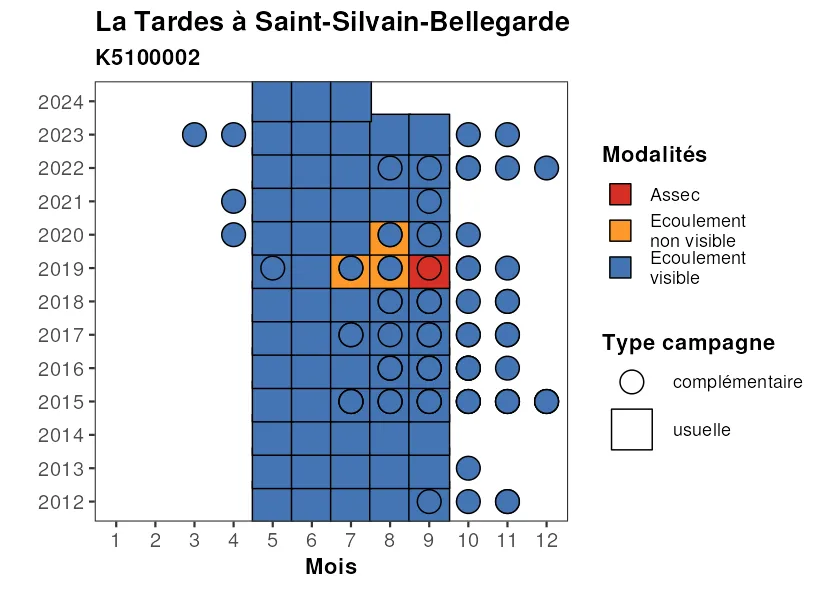 La Tardes à Saint-Silvain-Bellegarde
K5100002
2024
2023
2022
2021
2020
2019
2018
2017
2016
2015
2014
2013
2012
1 2 3 4 5 6 7 8 9 10 11 12
Mois
Modalités
Assec
Ecoulement
non visible
Ecoulement
visible
Type campagne
complémentaire
usuelle